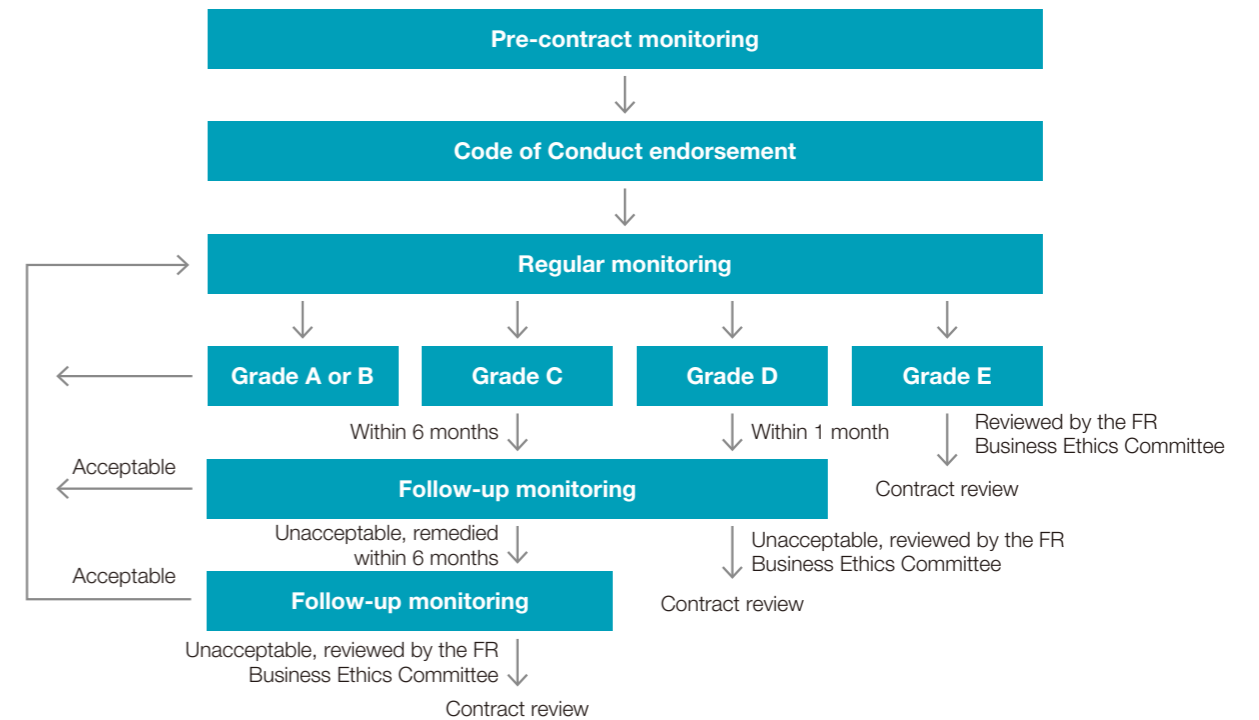 Pre-contract monitoring
Code of Conduct endorsement
Regular monitoring
Grade A or B
Grade C
Grade D
Grade E
Within 6 months
Within 1 month
Reviewed by the FR
Business Ethics Committee
Contract review
Acceptable
Follow-up monitoring
Unacceptable, remedied
within 6 months
Unacceptable, reviewed by the FR
Business Ethics Committee
Contract review
Acceptable
Follow-up monitoring
Unacceptable, reviewed by the FR
Business Ethics Committee
Contract review